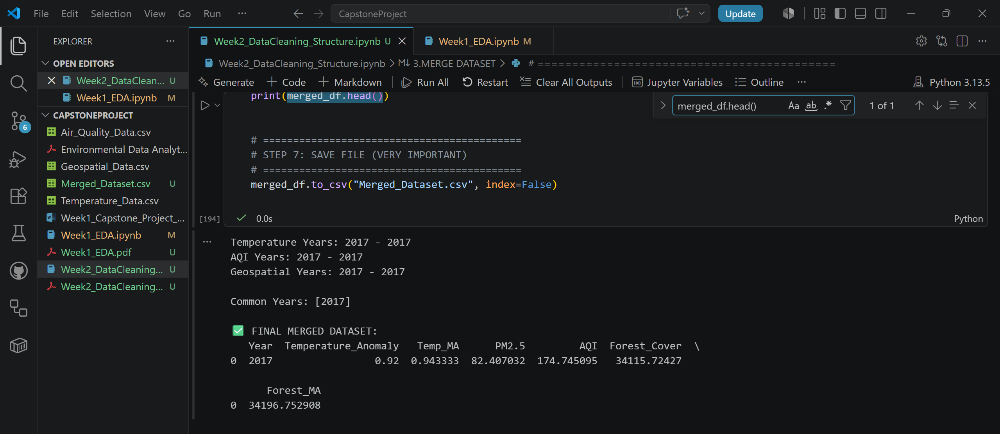 File Edit Selection View Go Run ···
CapstoneProject
Update
EXPLORER ···
OPEN EDITORS
Week2_DataClean... U
Week1_EDA.ipynb M
CAPSTONEPROJECT
Air_Quality_Data.csv
Environmental Data Analyt...
Geospatial_Data.csv
Merged_Dataset.csv U
Temperature_Data.csv
Week1_Capstone_Project_...
Week1_EDA.ipynb M
Week1_EDA.pdf U
Week2_DataCleaning... U
Week2_DataCleaning... U
6
Week2_DataCleaning_Structure.ipynb U
Week1_EDA.ipynb M
Week2_DataCleaning_Structure.ipynb > M↓ 3.MERGE DATASET > # ===========================================
Generate + Code + Markdown | Run All Restart Clear All Outputs | Jupyter Variables Outline ··· Python 3.13.5
merged_df.head() Aa ab .* 1 of 1
print(merged_df.head())
# ===========================================
# STEP 7: SAVE FILE (VERY IMPORTANT)
# ===========================================
merged_df.to_csv("Merged_Dataset.csv", index=False)
[194] ✓ 0.0s Python
··· Temperature Years: 2017 - 2017
AQI Years: 2017 - 2017
Geospatial Years: 2017 - 2017
Common Years: [2017]
✅ FINAL MERGED DATASET:
Year Temperature_Anomaly Temp_MA PM2.5 AQI Forest_Cover \
0 2017 0.92 0.943333 82.407032 174.745095 34115.72427
Forest_MA
0 34196.752908